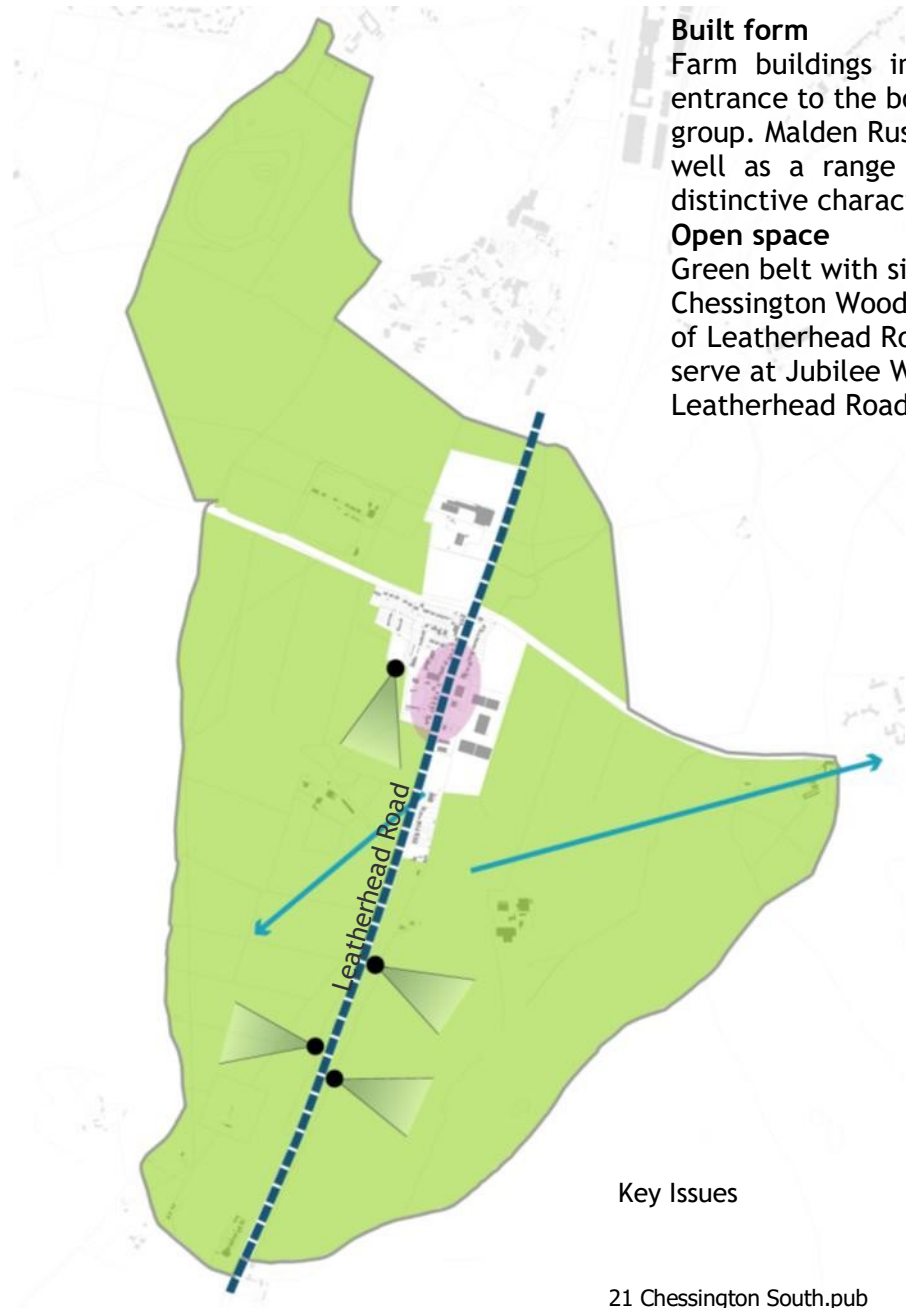 Built form
Farm buildings in
entrance to the bo
group. Malden Rus
well as a range
distinctive charac
Open space
Green belt with si
Chessington Wood
of Leatherhead Ro
serve at Jubilee W
Leatherhead Road
Leatherhead Road
Key Issues
21 Chessington South.pub